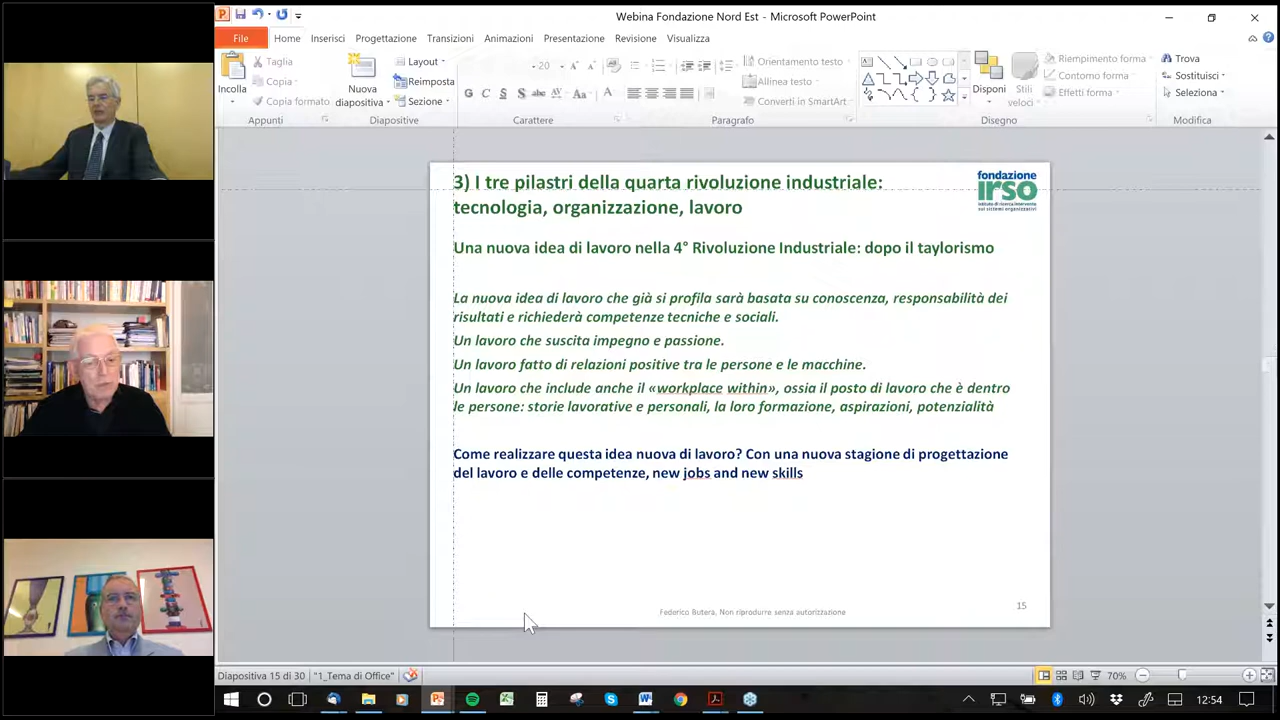 Webina Fondazione Nord Est - Microsoft PowerPoint
File Home Inserisci Progettazione Transizioni Animazioni Presentazione Revisione Visualizza
Incolla
Taglia
Copia
Copia formato
Appunti
Nuova
diapositiva
Layout
Reimposta
Sezione
Diapositive
20
Carattere
Orientamento testo
Allinea testo
Converti in SmartArt
Paragrafo
Disponi
Stili
veloci
Riempimento forma
Contorno forma
Effetti forma
Disegno
Trova
Sostituisci
Seleziona
Modifica
3) I tre pilastri della quarta rivoluzione industriale:
tecnologia, organizzazione, lavoro
fondazione
irso
istituto di ricerca intervento
sui sistemi organizzativi
Una nuova idea di lavoro nella 4° Rivoluzione Industriale: dopo il taylorismo
La nuova idea di lavoro che già si profila sarà basata su conoscenza, responsabilità dei
risultati e richiederà competenze tecniche e sociali.
Un lavoro che suscita impegno e passione.
Un lavoro fatto di relazioni positive tra le persone e le macchine.
Un lavoro che include anche il «workplace within», ossia il posto di lavoro che è dentro
le persone: storie lavorative e personali, la loro formazione, aspirazioni, potenzialità
Come realizzare questa idea nuova di lavoro? Con una nuova stagione di progettazione
del lavoro e delle competenze, new jobs and new skills
Federico Butera, Non riprodurre senza autorizzazione
15
Diapositiva 15 di 30 "1_Tema di Office" 70%
12:54